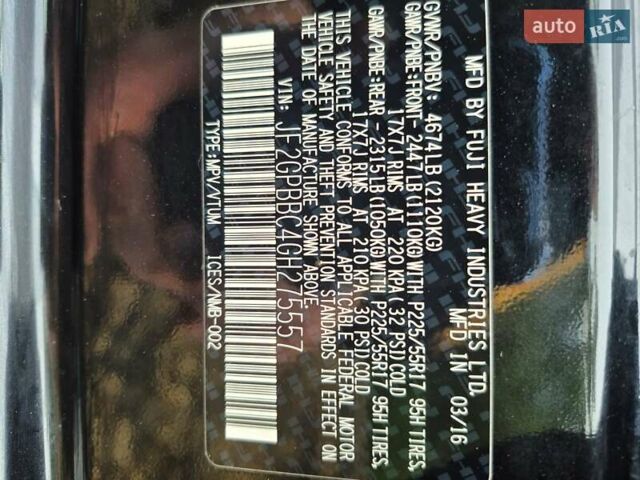 MFD BY FUJI HEAVY INDUSTRIES LTD.
MFD IN 03/16
GVWR/PNBV: 4674LB (2120KG)
GAWR/PNBE:FRONT- 2447LB(1110KG)WITH P225/55R17 95H TIRES,
17X7J RIMS AT 220 KPA( 32 PSI)COLD
GAWR/PNBE:REAR -2315LB(1050KG)WITH P225/55R17 95H TIRES,
17X7J RIMS AT 210 KPA( 30 PSI)COLD
THIS VEHICLE CONFORMS TO ALL APPLICABLE FEDERAL MOTOR
VEHICLE SAFETY AND THEFT PREVENTION STANDARDS IN EFFECT ON
THE DATE OF MANUFACTURE SHOWN ABOVE.
VIN: JF2GPBBC4GH275557
TYPE:MPV/VTUM ICES/NMB-002
auto RIA.com